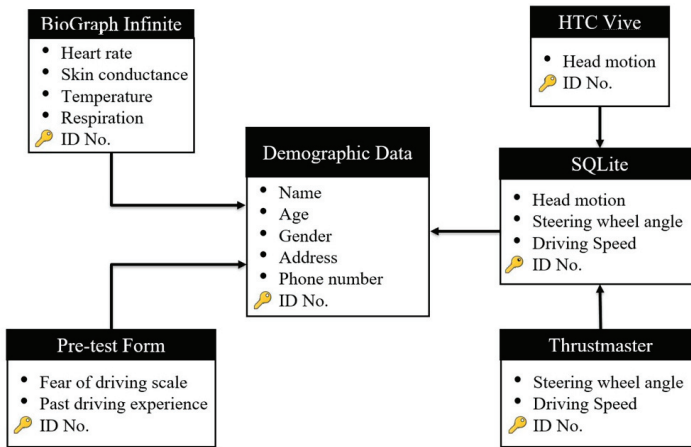 BioGraph Infinite
• Heart rate
• Skin conductance
• Temperature
• Respiration
ID No.
HTC Vive
• Head motion
ID No.
Demographic Data
• Name
• Age
• Gender
• Address
• Phone number
ID No.
SQLite
• Head motion
• Steering wheel angle
• Driving Speed
ID No.
Pre-test Form
• Fear of driving scale
• Past driving experience
ID No.
Thrustmaster
• Steering wheel angle
• Driving Speed
ID No.